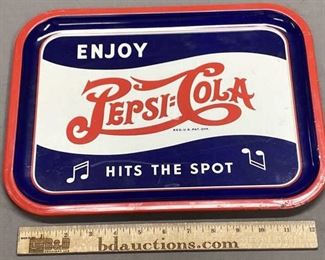 ENJOY
PEPSI=COLA
REG. U.S. PAT. OFF.
HITS THE SPOT
bdauctions.com